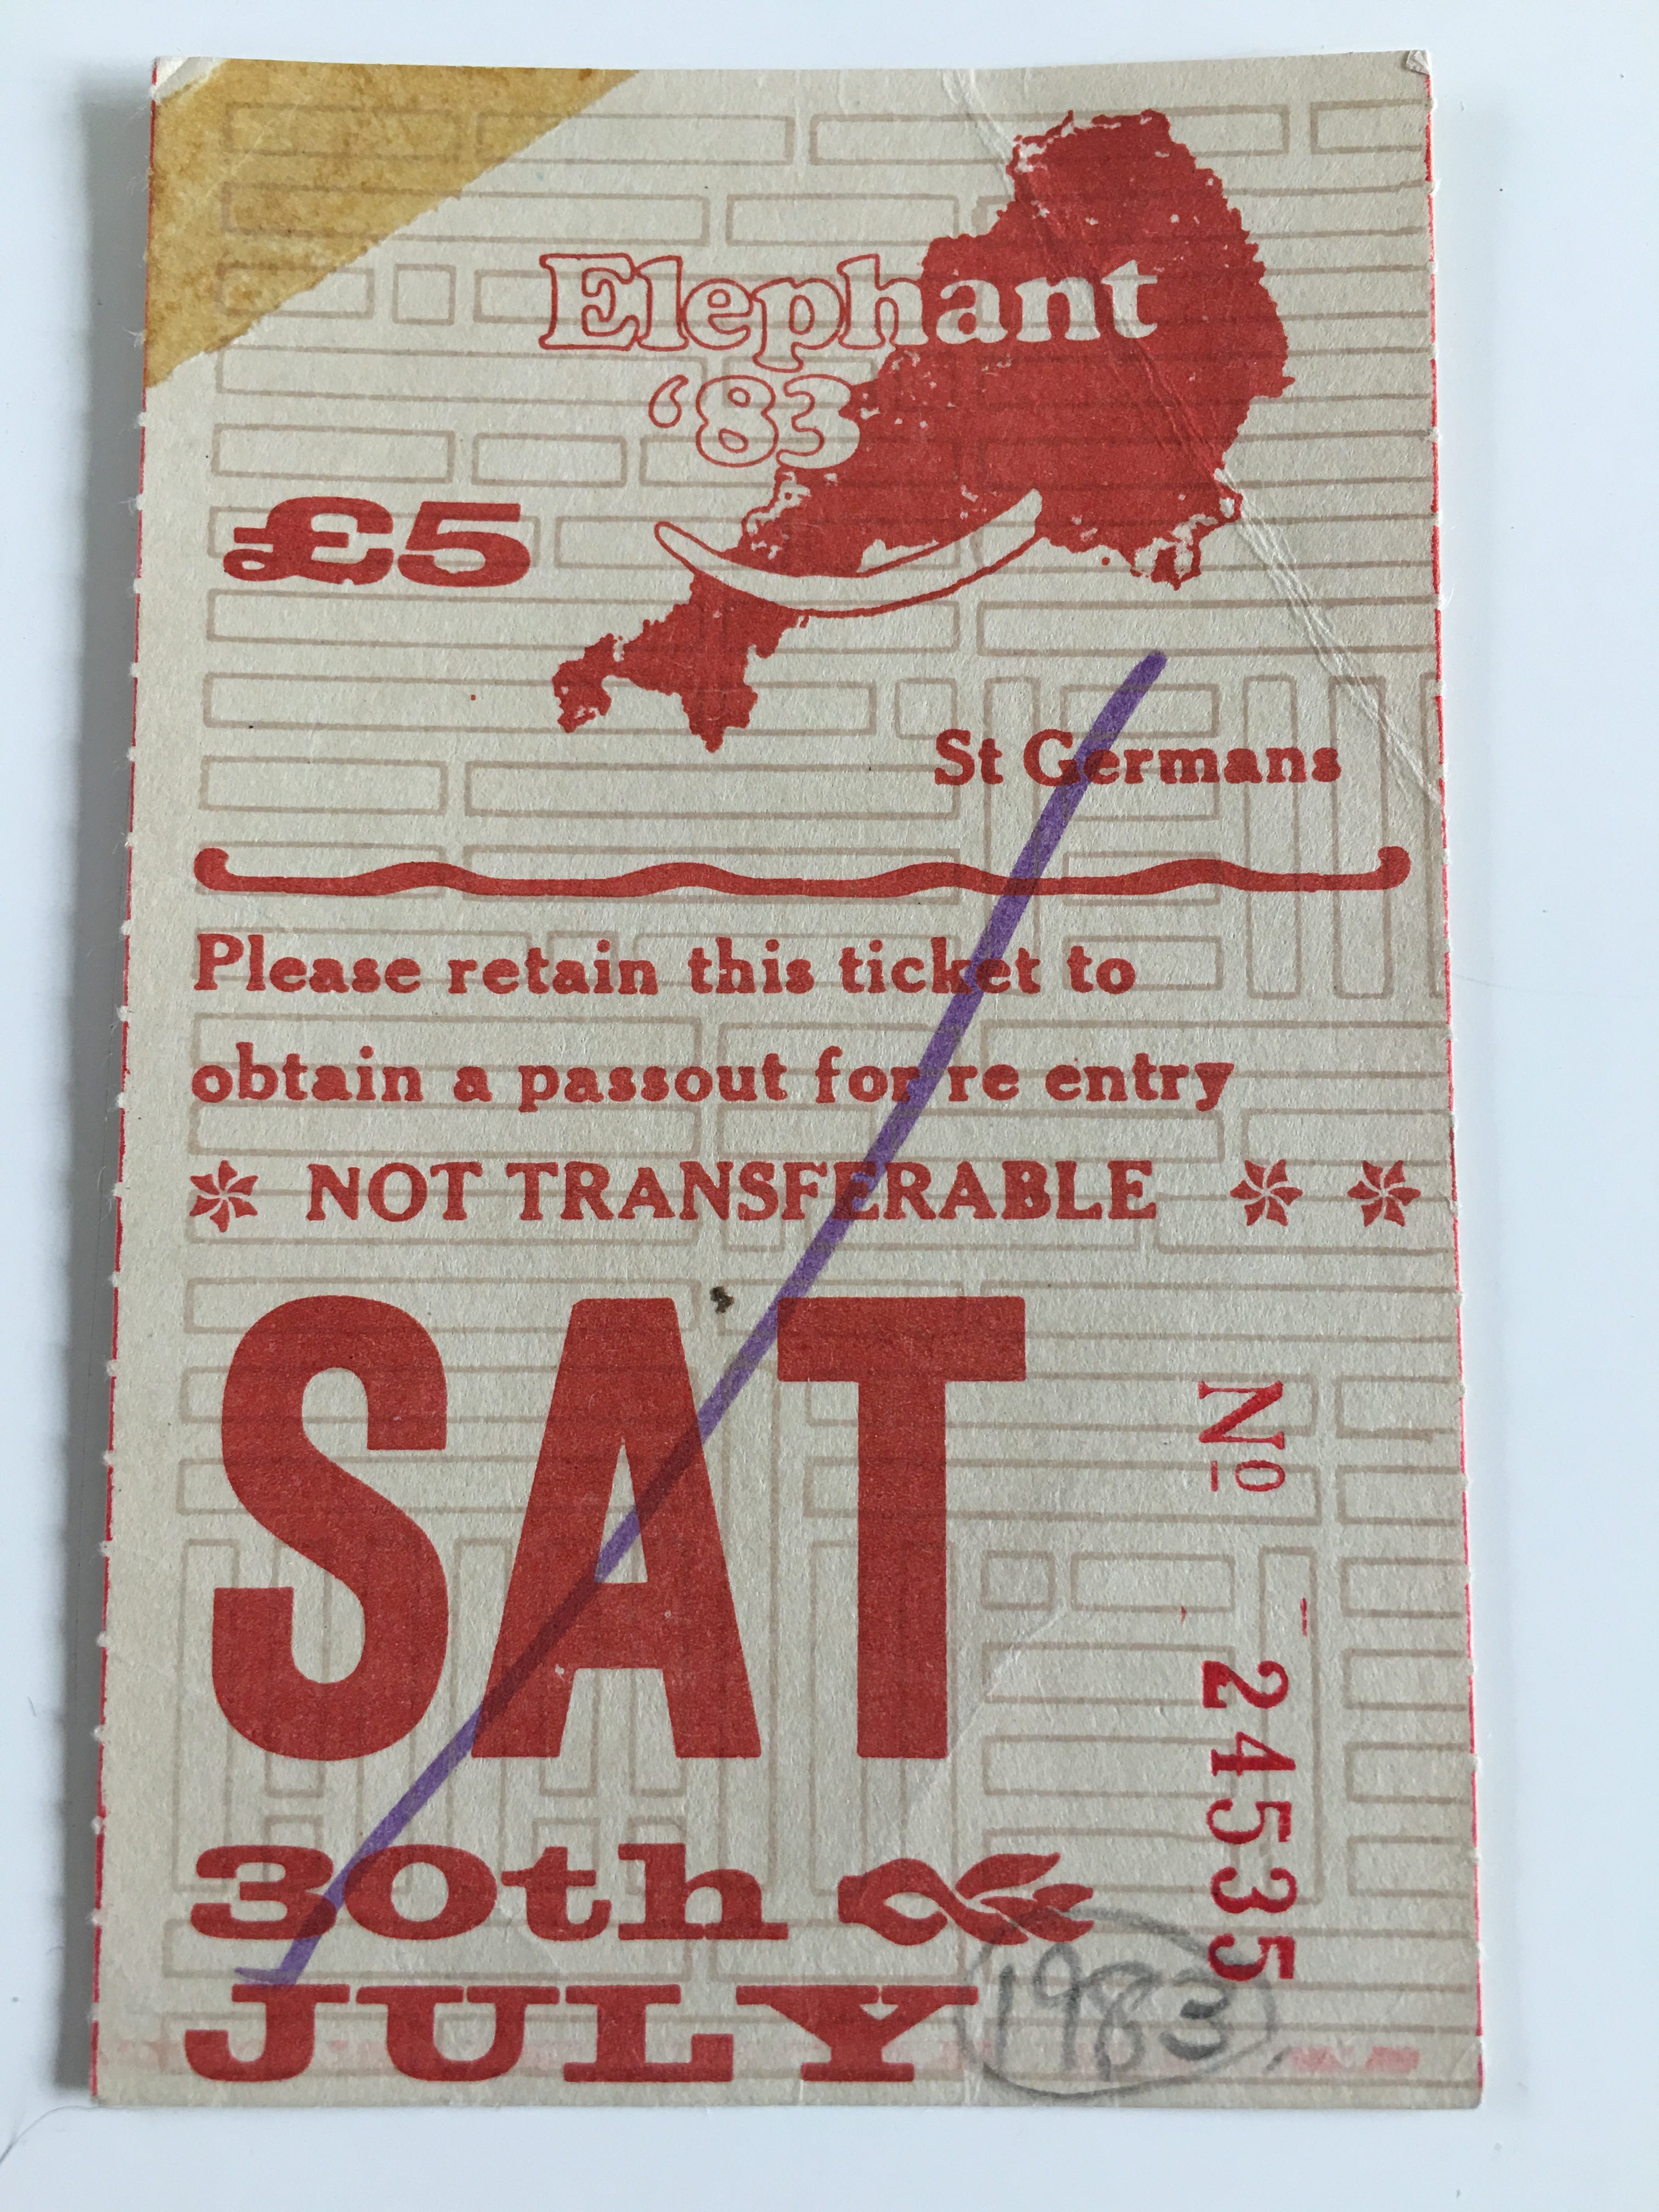 Elephant
‘83
£5
St Germans
Please retain this ticket to
obtain a passout for re entry
NOT TRANSFERABLE
SAT
Nº 24535
30th
JULY
1983